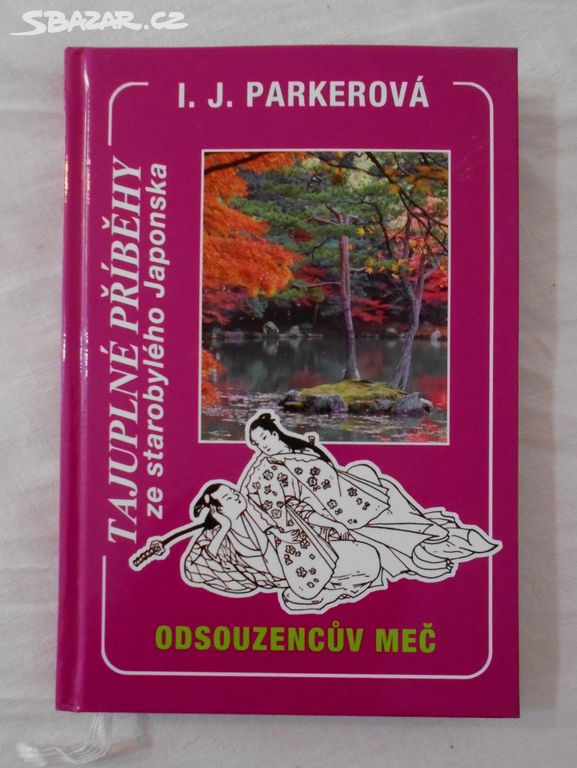 SBAZAR.CZ
I. J. PARKEROVÁ
TAJUPLNÉ PŘÍBĚHY
ze starobylého Japonska
ODSOUZENCŮV MEČ